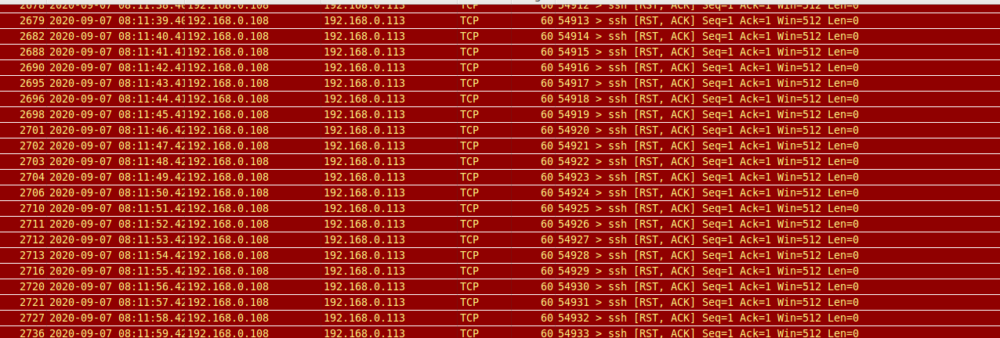 2678 2020-09-07 08:11:38.40 192.168.0.108 192.168.0.113 TCP 60 54912 > ssh [RST, ACK] Seq=1 Ack=1 Win=512 Len=0
2679 2020-09-07 08:11:39.40 192.168.0.108 192.168.0.113 TCP 60 54913 > ssh [RST, ACK] Seq=1 Ack=1 Win=512 Len=0
2682 2020-09-07 08:11:40.41 192.168.0.108 192.168.0.113 TCP 60 54914 > ssh [RST, ACK] Seq=1 Ack=1 Win=512 Len=0
2688 2020-09-07 08:11:41.41 192.168.0.108 192.168.0.113 TCP 60 54915 > ssh [RST, ACK] Seq=1 Ack=1 Win=512 Len=0
2690 2020-09-07 08:11:42.41 192.168.0.108 192.168.0.113 TCP 60 54916 > ssh [RST, ACK] Seq=1 Ack=1 Win=512 Len=0
2695 2020-09-07 08:11:43.41 192.168.0.108 192.168.0.113 TCP 60 54917 > ssh [RST, ACK] Seq=1 Ack=1 Win=512 Len=0
2696 2020-09-07 08:11:44.41 192.168.0.108 192.168.0.113 TCP 60 54918 > ssh [RST, ACK] Seq=1 Ack=1 Win=512 Len=0
2698 2020-09-07 08:11:45.41 192.168.0.108 192.168.0.113 TCP 60 54919 > ssh [RST, ACK] Seq=1 Ack=1 Win=512 Len=0
2701 2020-09-07 08:11:46.42 192.168.0.108 192.168.0.113 TCP 60 54920 > ssh [RST, ACK] Seq=1 Ack=1 Win=512 Len=0
2702 2020-09-07 08:11:47.42 192.168.0.108 192.168.0.113 TCP 60 54921 > ssh [RST, ACK] Seq=1 Ack=1 Win=512 Len=0
2703 2020-09-07 08:11:48.42 192.168.0.108 192.168.0.113 TCP 60 54922 > ssh [RST, ACK] Seq=1 Ack=1 Win=512 Len=0
2704 2020-09-07 08:11:49.42 192.168.0.108 192.168.0.113 TCP 60 54923 > ssh [RST, ACK] Seq=1 Ack=1 Win=512 Len=0
2706 2020-09-07 08:11:50.42 192.168.0.108 192.168.0.113 TCP 60 54924 > ssh [RST, ACK] Seq=1 Ack=1 Win=512 Len=0
2710 2020-09-07 08:11:51.42 192.168.0.108 192.168.0.113 TCP 60 54925 > ssh [RST, ACK] Seq=1 Ack=1 Win=512 Len=0
2711 2020-09-07 08:11:52.42 192.168.0.108 192.168.0.113 TCP 60 54926 > ssh [RST, ACK] Seq=1 Ack=1 Win=512 Len=0
2712 2020-09-07 08:11:53.42 192.168.0.108 192.168.0.113 TCP 60 54927 > ssh [RST, ACK] Seq=1 Ack=1 Win=512 Len=0
2713 2020-09-07 08:11:54.42 192.168.0.108 192.168.0.113 TCP 60 54928 > ssh [RST, ACK] Seq=1 Ack=1 Win=512 Len=0
2716 2020-09-07 08:11:55.42 192.168.0.108 192.168.0.113 TCP 60 54929 > ssh [RST, ACK] Seq=1 Ack=1 Win=512 Len=0
2720 2020-09-07 08:11:56.42 192.168.0.108 192.168.0.113 TCP 60 54930 > ssh [RST, ACK] Seq=1 Ack=1 Win=512 Len=0
2721 2020-09-07 08:11:57.42 192.168.0.108 192.168.0.113 TCP 60 54931 > ssh [RST, ACK] Seq=1 Ack=1 Win=512 Len=0
2727 2020-09-07 08:11:58.42 192.168.0.108 192.168.0.113 TCP 60 54932 > ssh [RST, ACK] Seq=1 Ack=1 Win=512 Len=0
2736 2020-09-07 08:11:59.42 192.168.0.108 192.168.0.113 TCP 60 54933 > ssh [RST, ACK] Seq=1 Ack=1 Win=512 Len=0